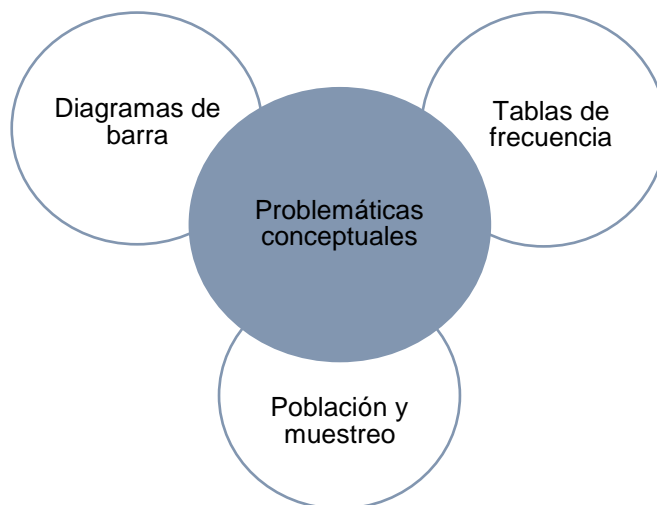 Diagramas de
barra
Tablas de
frecuencia
Problemáticas
conceptuales
Población y
muestreo